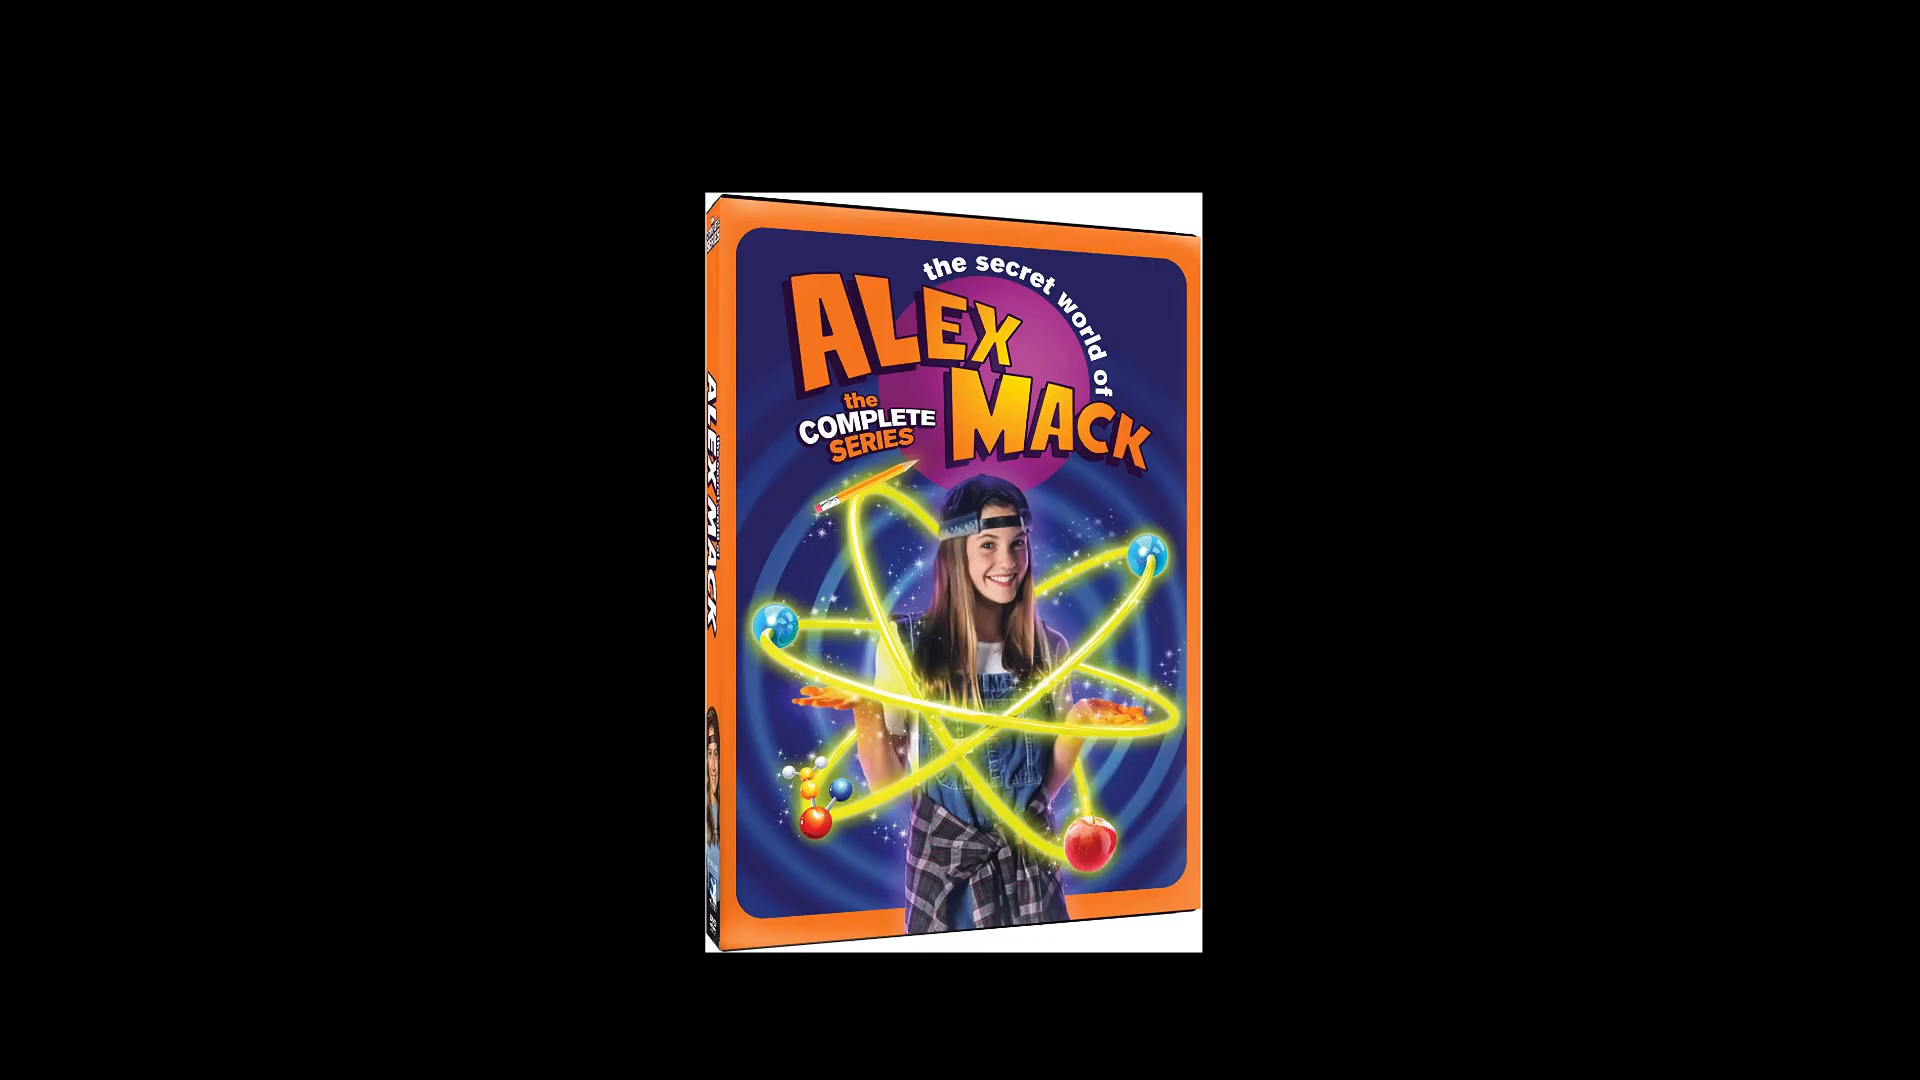 the secret world of
ALEX
MACK
the
COMPLETE
SERIES
ALEX MACK